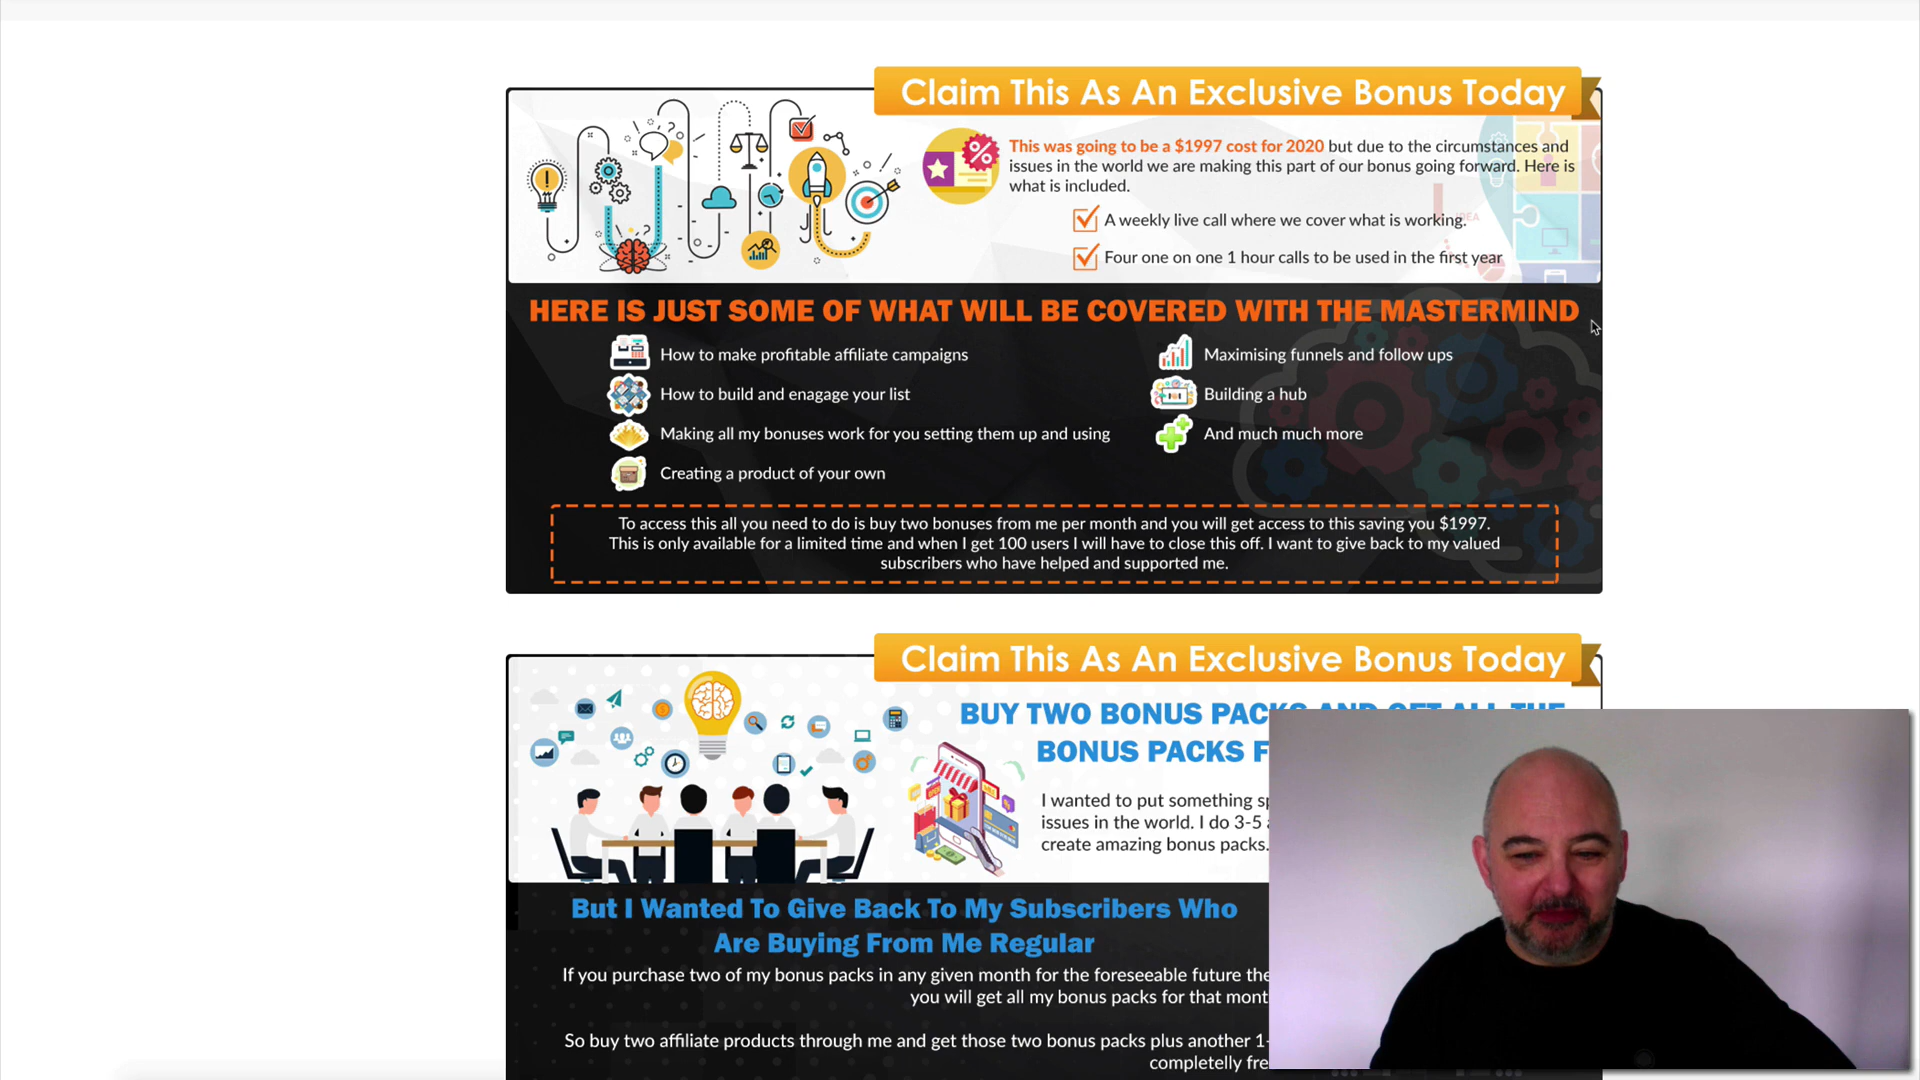 Claim This As An Exclusive Bonus Today
This was going to be a $1997 cost for 2020 but due to the circumstances and
issues in the world we are making this part of our bonus going forward. Here is
what is included.
A weekly live call where we cover what is working.
Four one on one 1 hour calls to be used in the first year
HERE IS JUST SOME OF WHAT WILL BE COVERED WITH THE MASTERMIND
How to make profitable affiliate campaigns
How to build and enagage your list
Making all my bonuses work for you setting them up and using
Creating a product of your own
Maximising funnels and follow ups
Building a hub
And much much more
To access this all you need to do is buy two bonuses from me per month and you will get access to this saving you $1997.
This is only available for a limited time and when I get 100 users I will have to close this off. I want to give back to my valued
subscribers who have helped and supported me.
Claim This As An Exclusive Bonus Today
BUY TWO BONUS PACKS AND GET ALL THE
BONUS PACKS F
I wanted to put something
issues in the world. I do 3-5
create amazing bonus packs.
But I Wanted To Give Back To My Subscribers Who
Are Buying From Me Regular
If you purchase two of my bonus packs in any given month for the foreseeable future
you will get all my bonus packs for that
So buy two affiliate products through me and get those two bonus packs plus another 1-
completelly